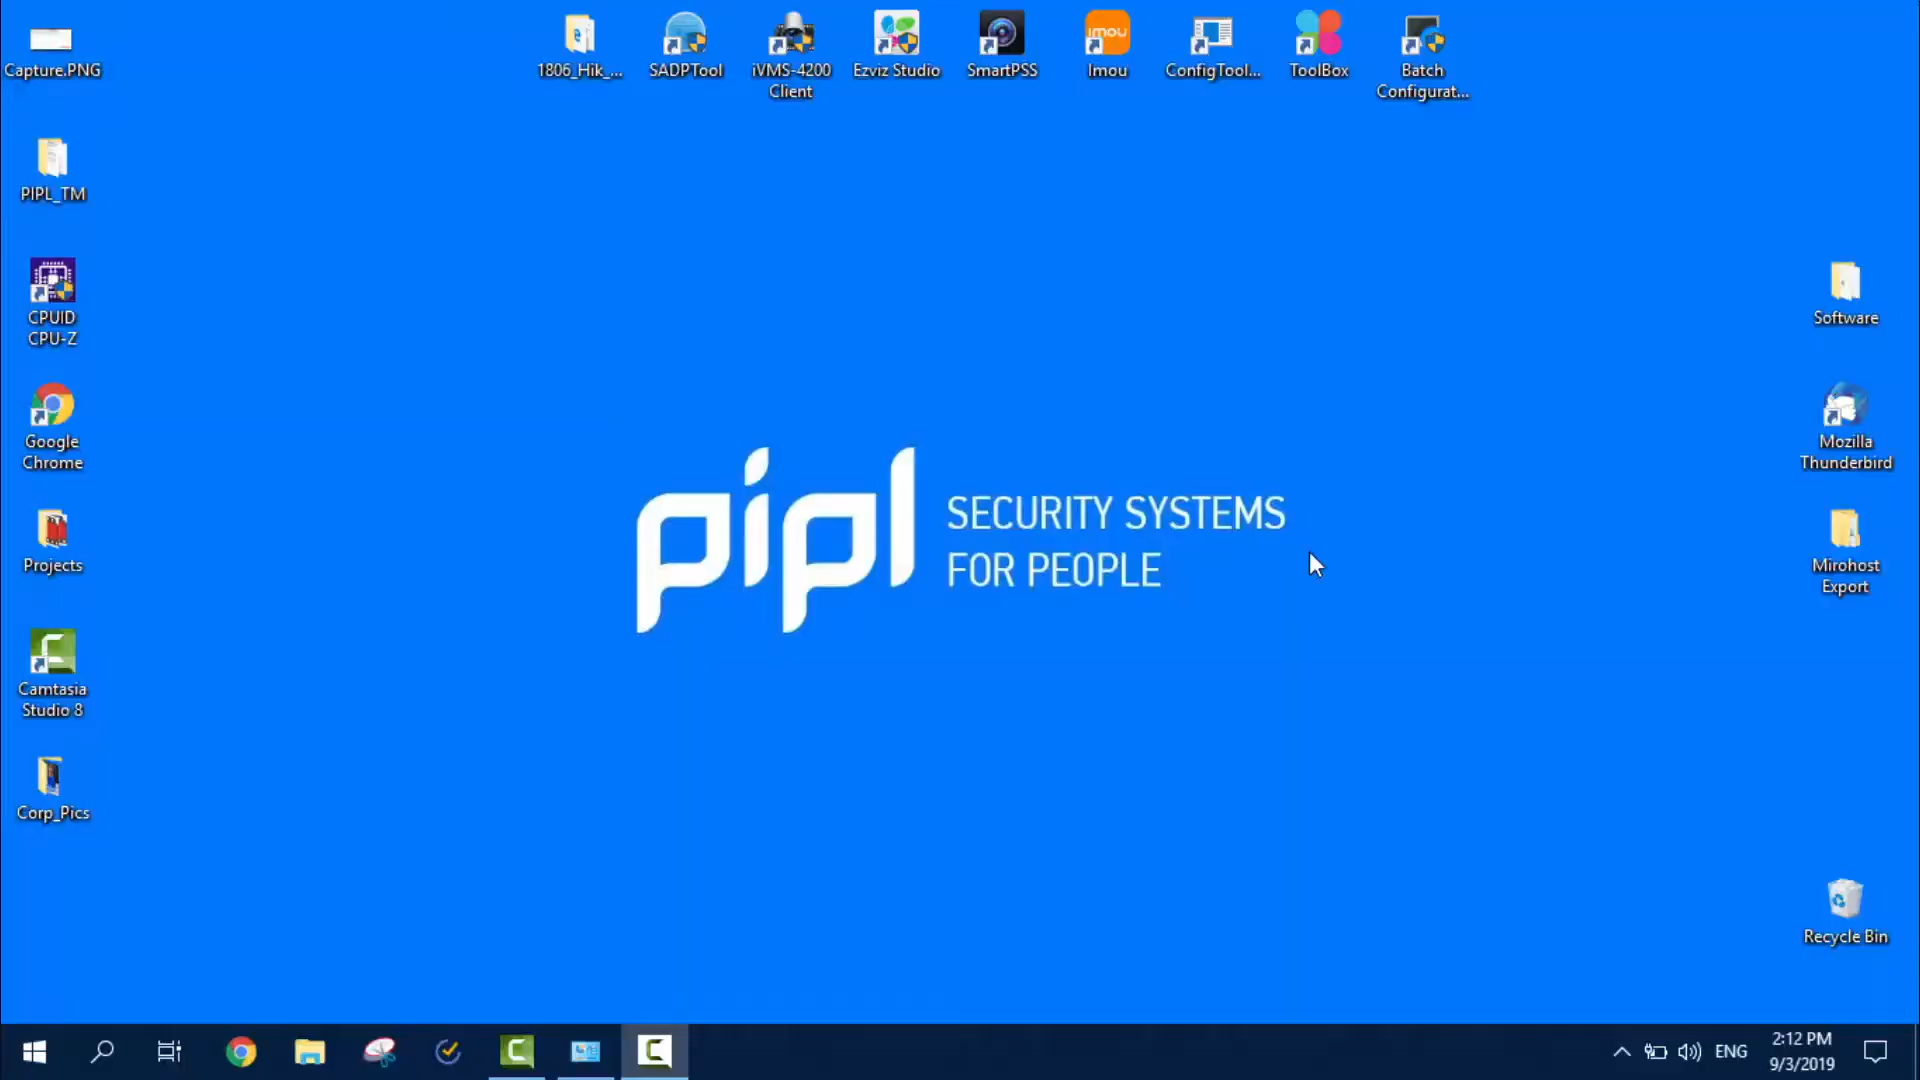 Capture.PNG
1806_Hik_...
SADPTool
iVMS-4200
Client
Ezviz Studio
SmartPSS
imou
Imou
ConfigTool...
ToolBox
Batch
Configurat...
PIPL_TM
CPUID
CPU-Z
Software
Google
Chrome
Mozilla
Thunderbird
pipl
SECURITY SYSTEMS
FOR PEOPLE
Projects
Mirohost
Export
Camtasia
Studio 8
Corp_Pics
Recycle Bin
ENG
2:12 PM
9/3/2019